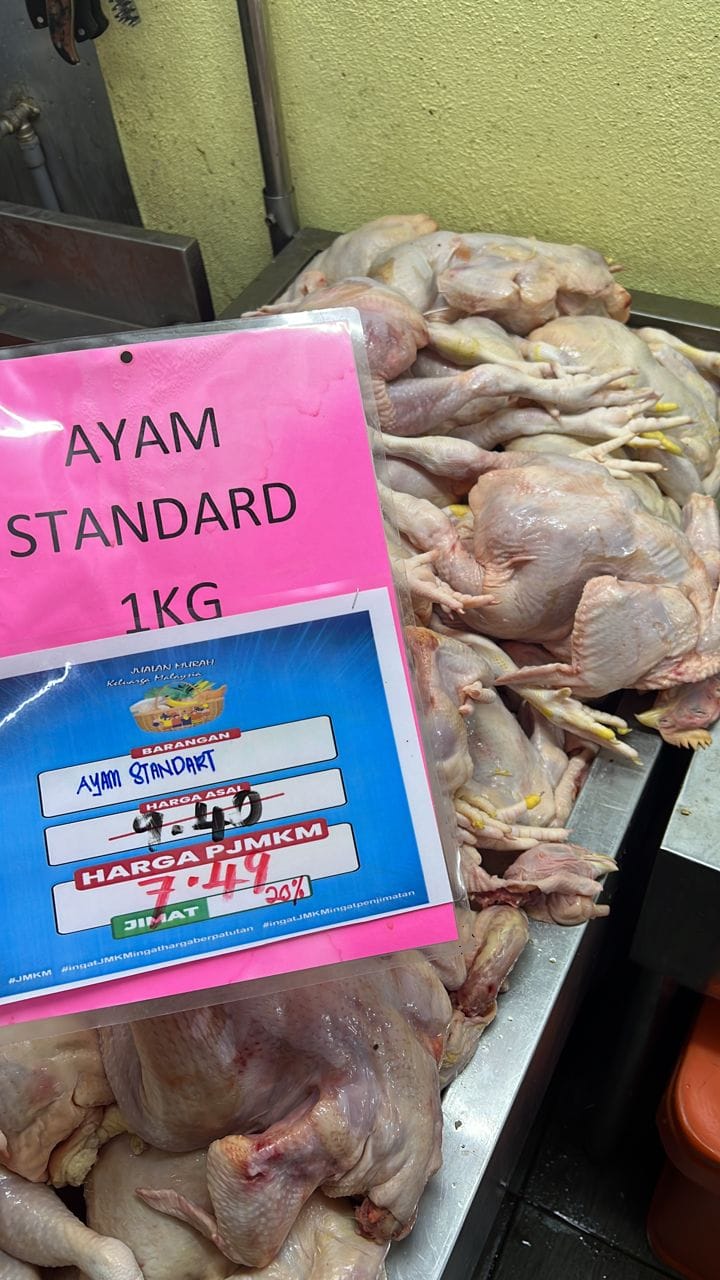 AYAM
STANDARD
1KG
JUALAN MURAH
Keluarga Malaysia
BARANGAN
AYAM STANDART
HARGA ASAL
9.40
HARGA PJMKM
7.49
JIMAT 20%
#JMKM #ingatJMKMingathargaberpatutan #ingatJMKMingatpenjimatan